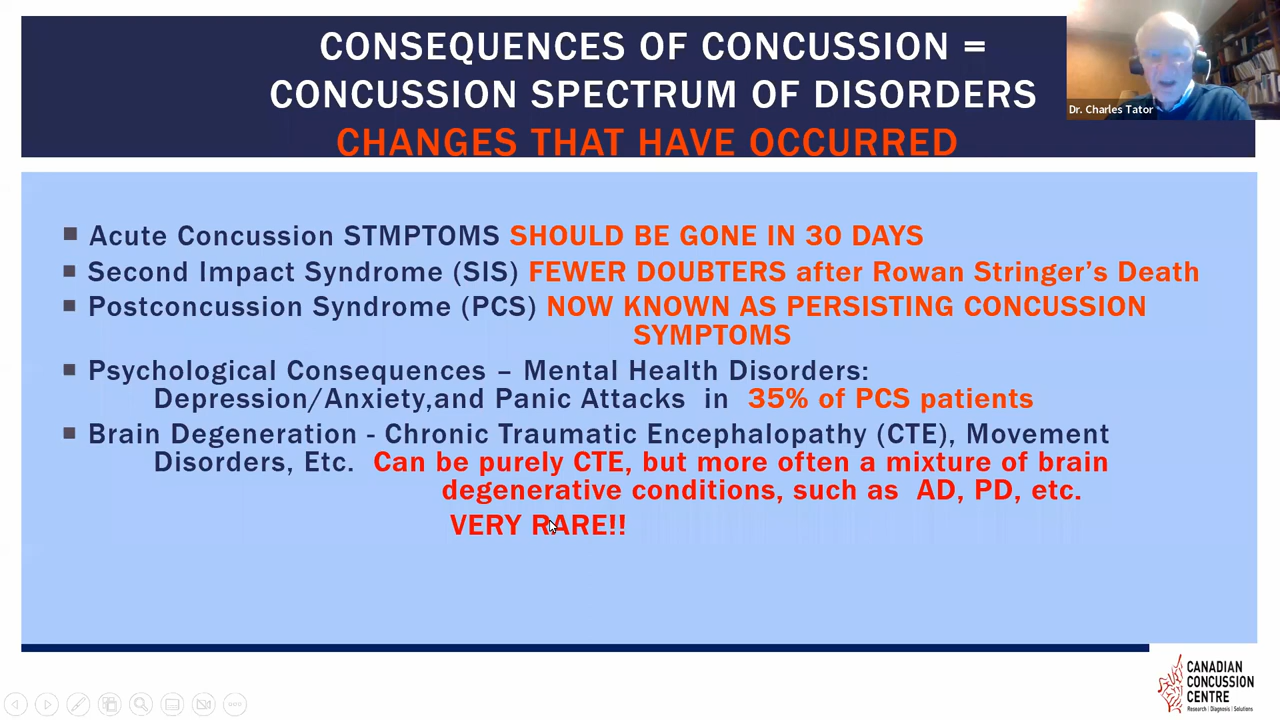 CONSEQUENCES OF CONCUSSION =
CONCUSSION SPECTRUM OF DISORDERS
CHANGES THAT HAVE OCCURRED
Dr. Charles Tator
Acute Concussion STMPTOMS SHOULD BE GONE IN 30 DAYS
Second Impact Syndrome (SIS) FEWER DOUBTERS after Rowan Stringer's Death
Postconcussion Syndrome (PCS) NOW KNOWN AS PERSISTING CONCUSSION
SYMPTOMS
Psychological Consequences – Mental Health Disorders:
Depression/Anxiety,and Panic Attacks in 35% of PCS patients
Brain Degeneration - Chronic Traumatic Encephalopathy (CTE), Movement
Disorders, Etc. Can be purely CTE, but more often a mixture of brain
degenerative conditions, such as AD, PD, etc.
VERY RARE!!
CANADIAN
CONCUSSION
CENTRE
Research | Diagnosis | Solutions